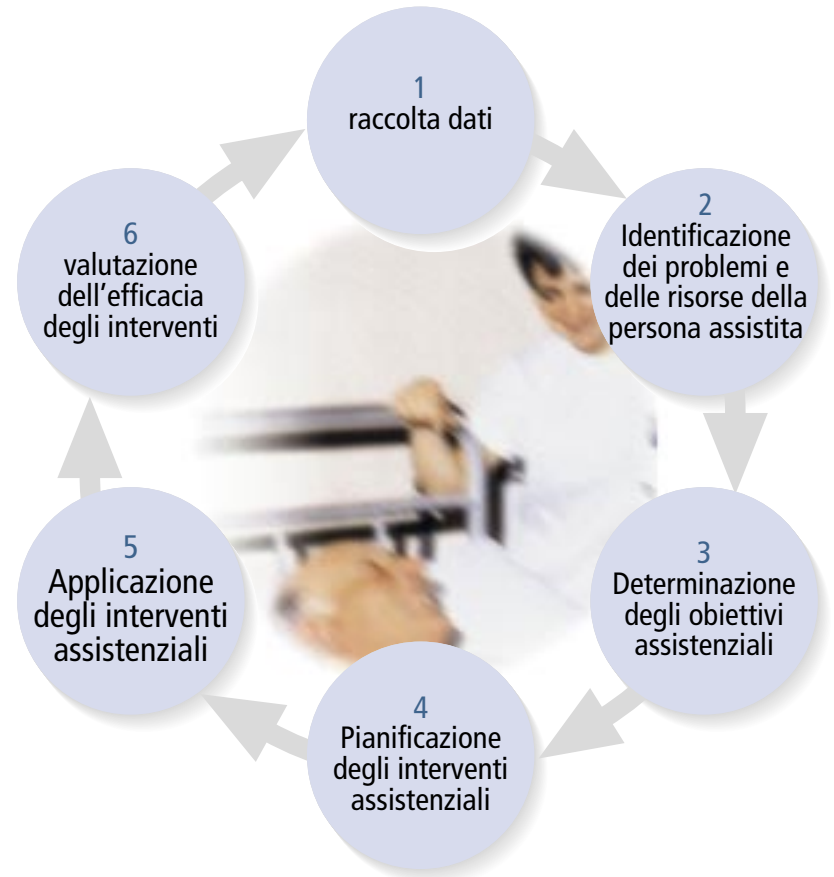 1
raccolta dati
2
Identificazione
dei problemi e
delle risorse della
persona assistita
3
Determinazione
degli obiettivi
assistenziali
4
Pianificazione
degli interventi
assistenziali
5
Applicazione
degli interventi
assistenziali
6
valutazione
dell’efficacia
degli interventi